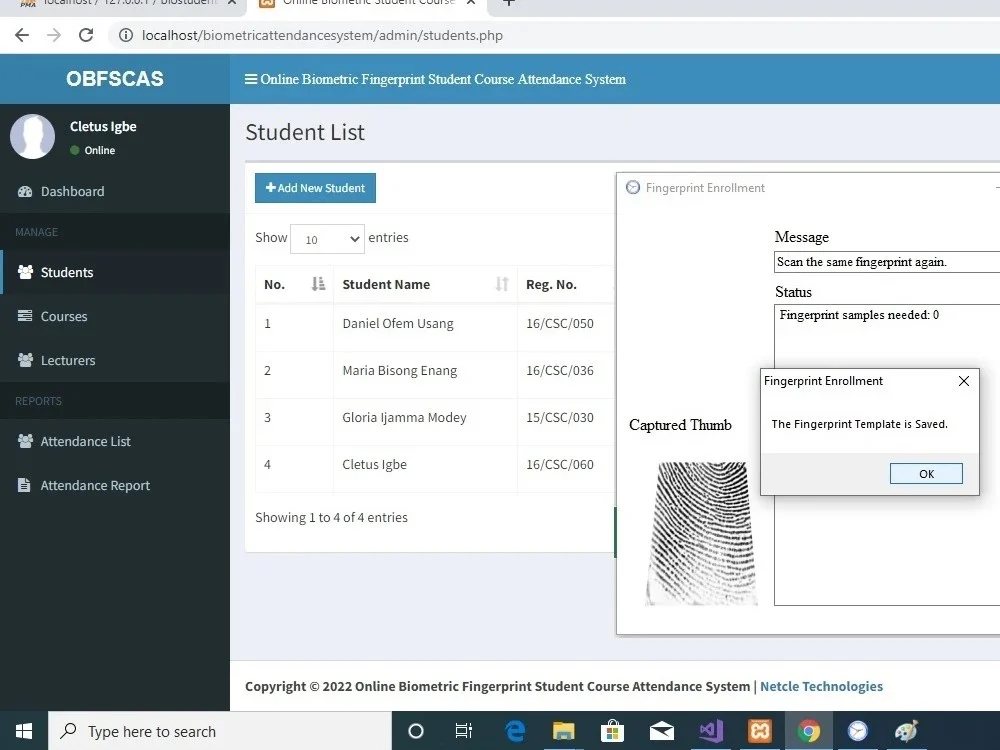 localhost / 127.0.0.1 / biostudent
Online Biometric Student Course
localhost/biometricattendancesystem/admin/students.php
OBFSCAS
Online Biometric Fingerprint Student Course Attendance System
Cletus Igbe
Online
Dashboard
MANAGE
Students
Courses
Lecturers
REPORTS
Attendance List
Attendance Report
Student List
Add New Student
Show 10 entries
No. Student Name Reg. No.
1 Daniel Ofem Usang 16/CSC/050
2 Maria Bisong Enang 16/CSC/036
3 Gloria Ijamma Modey 15/CSC/030
4 Cletus Igbe 16/CSC/060
Showing 1 to 4 of 4 entries
Fingerprint Enrollment
Message
Scan the same fingerprint again.
Status
Fingerprint samples needed: 0
Captured Thumb
Fingerprint Enrollment
The Fingerprint Template is Saved.
OK
Copyright © 2022 Online Biometric Fingerprint Student Course Attendance System | Netcle Technologies
Type here to search